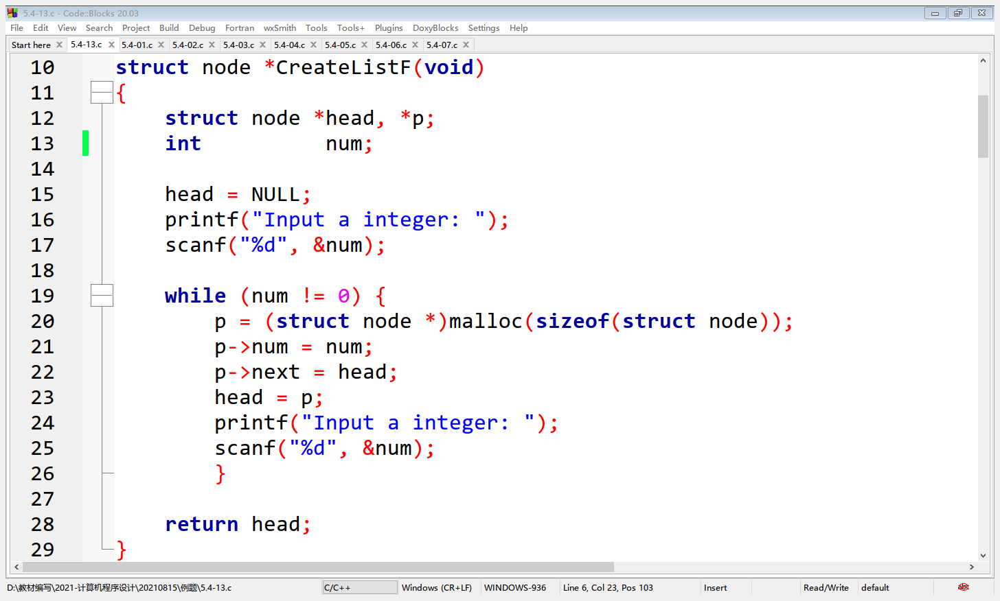 5.4-13.c - Code::Blocks 20.03
File Edit View Search Project Build Debug Fortran wxSmith Tools Tools+ Plugins DoxyBlocks Settings Help
Start here 5.4-13.c 5.4-01.c 5.4-02.c 5.4-03.c 5.4-04.c 5.4-05.c 5.4-06.c 5.4-07.c
10 struct node *CreateListF(void)
11 {
12 struct node *head, *p;
13 int num;
14
15 head = NULL;
16 printf("Input a integer: ");
17 scanf("%d", &num);
18
19 while (num != 0) {
20 p = (struct node *)malloc(sizeof(struct node));
21 p->num = num;
22 p->next = head;
23 head = p;
24 printf("Input a integer: ");
25 scanf("%d", &num);
26 }
27
28 return head;
29 }
D:\教材编写\2021-计算机程序设计\20210815\例题\5.4-13.c C/C++ Windows (CR+LF) WINDOWS-936 Line 6, Col 23, Pos 103 Insert Read/Write default abc